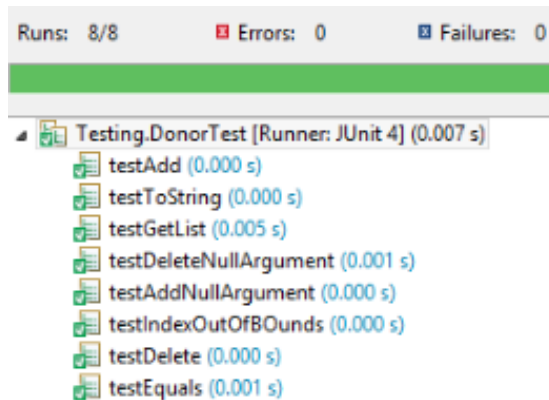 Runs: 8/8 Errors: 0 Failures: 0
Testing.DonorTest [Runner: JUnit 4] (0.007 s)
testAdd (0.000 s)
testToString (0.000 s)
testGetList (0.005 s)
testDeleteNullArgument (0.001 s)
testAddNullArgument (0.000 s)
testIndexOutOfBOunds (0.000 s)
testDelete (0.000 s)
testEquals (0.001 s)